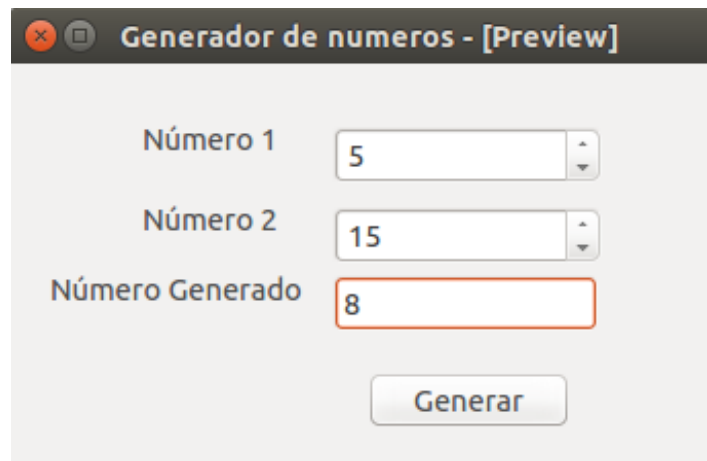 Generador de numeros - [Preview]
Número 1
5
Número 2
15
Número Generado
8
Generar